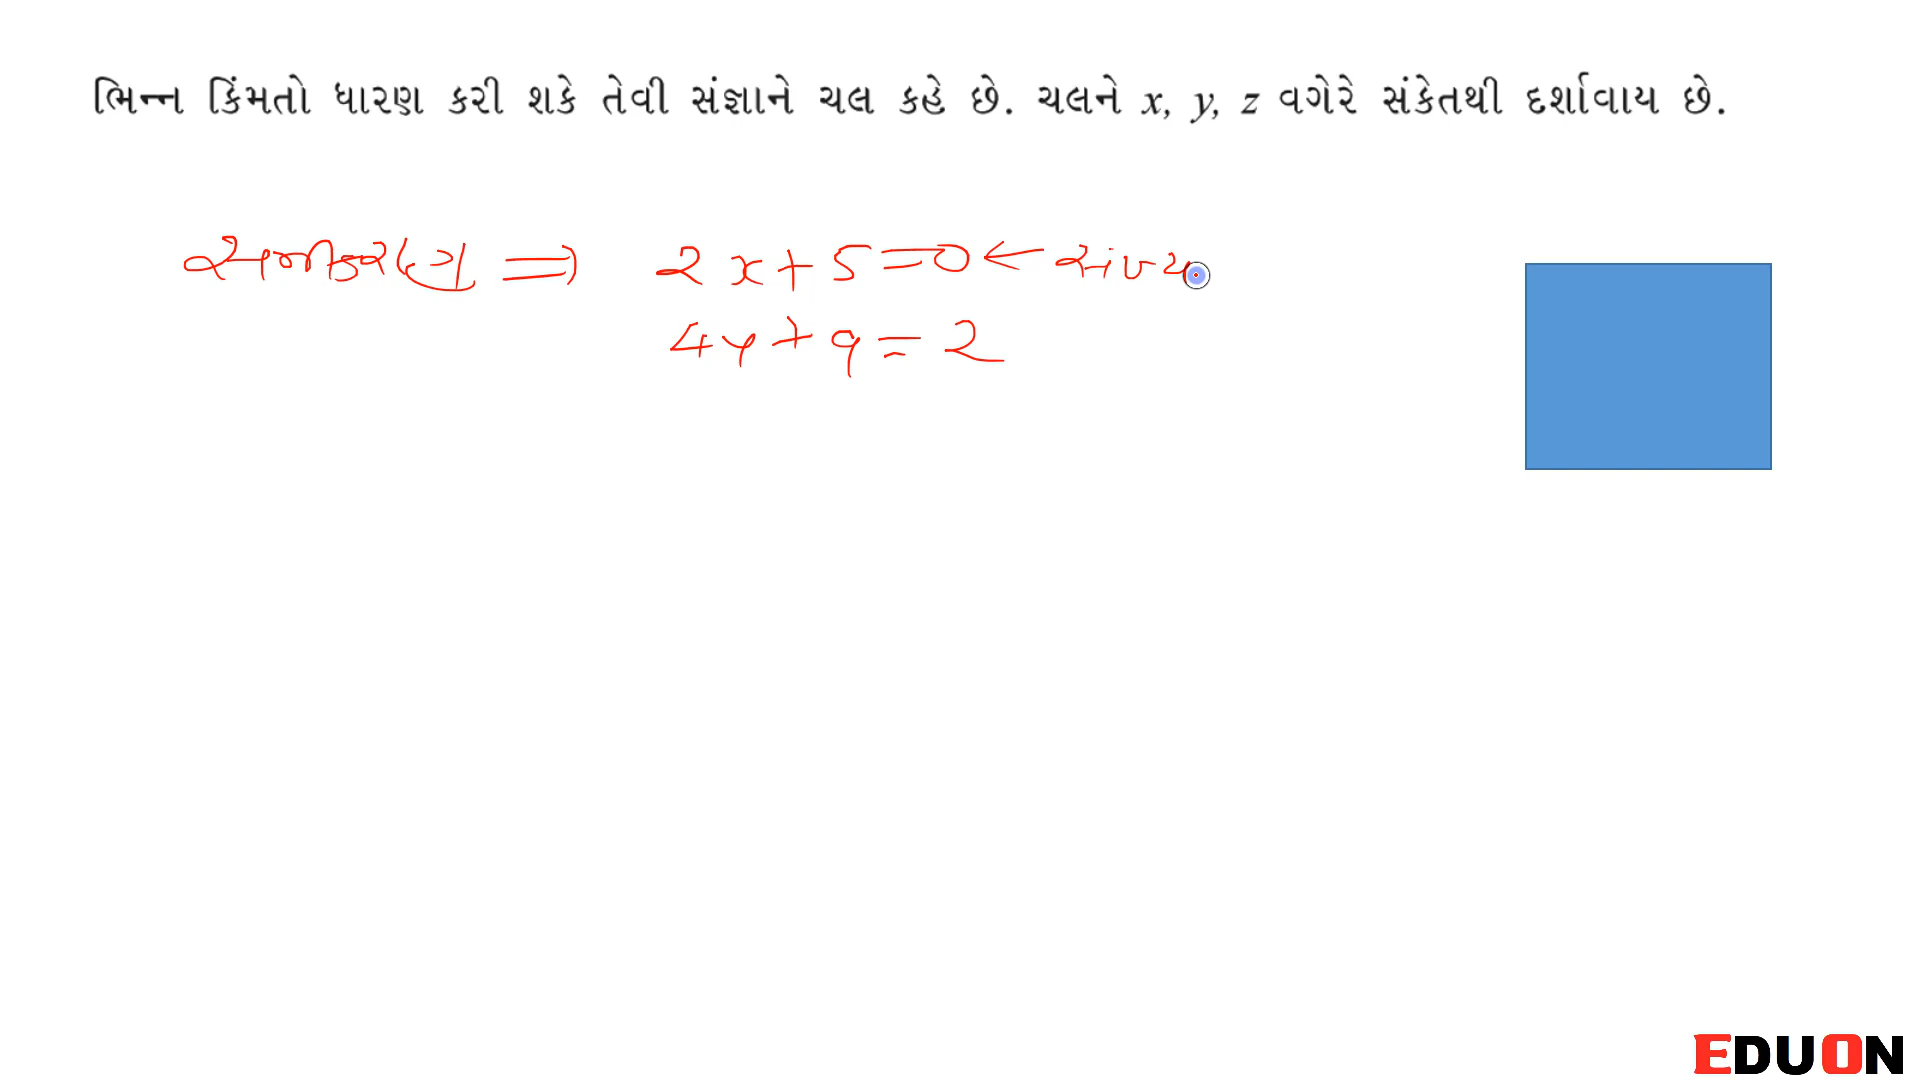 ભિન્ન કિંમતો ધારણ કરી શકે તેવી સંજ્ઞાને ચલ કહે છે. ચલને x, y, z વગેરે સંકેતથી દર્શાવાય છે.
સમીકરણ ⇒ 2x + 5 = 0 ←
4y + 9 = 2
EDUON